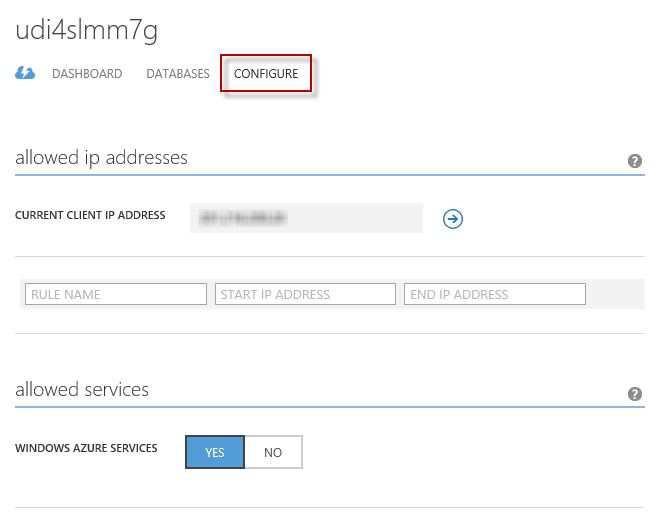 udi4slmm7g
DASHBOARD DATABASES CONFIGURE
allowed ip addresses ?
CURRENT CLIENT IP ADDRESS
RULE NAME START IP ADDRESS END IP ADDRESS
allowed services ?
WINDOWS AZURE SERVICES YES NO